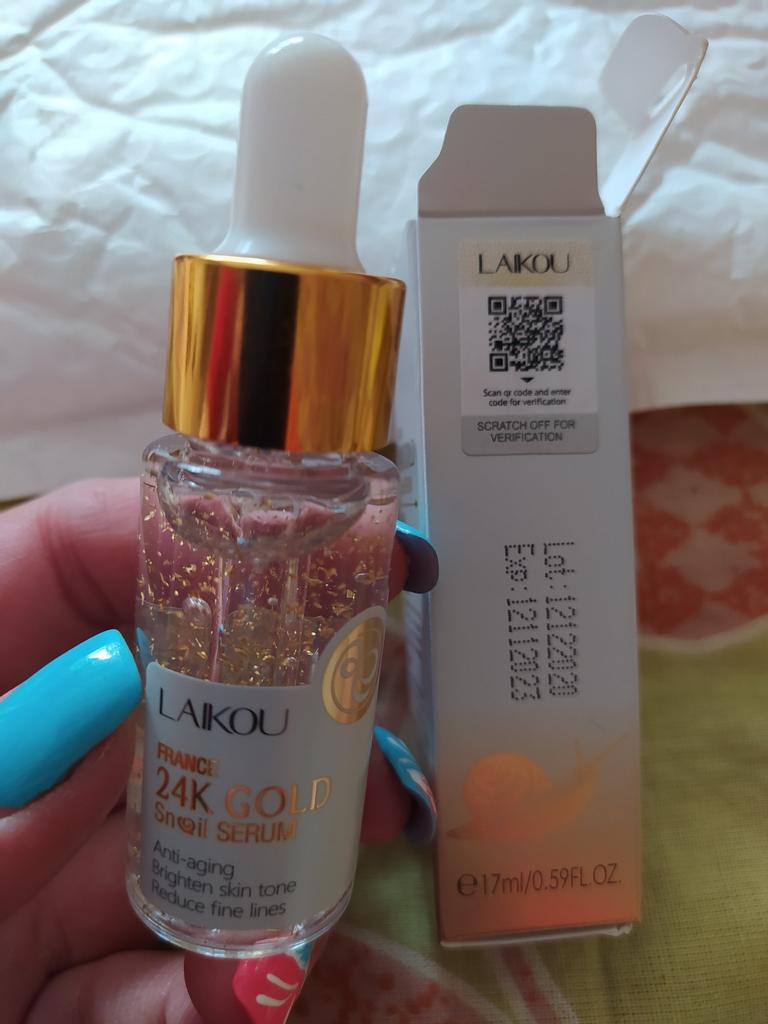 LAIKOU
FRANCE
24K GOLD
Snail SERUM
Anti-aging
Brighten skin tone
Reduce fine lines
LAIKOU
Scan qr code and enter
code for verification
SCRATCH OFF FOR
VERIFICATION
Lot: 12122020
Exp: 12112023
e17ml/0.59FL.OZ.